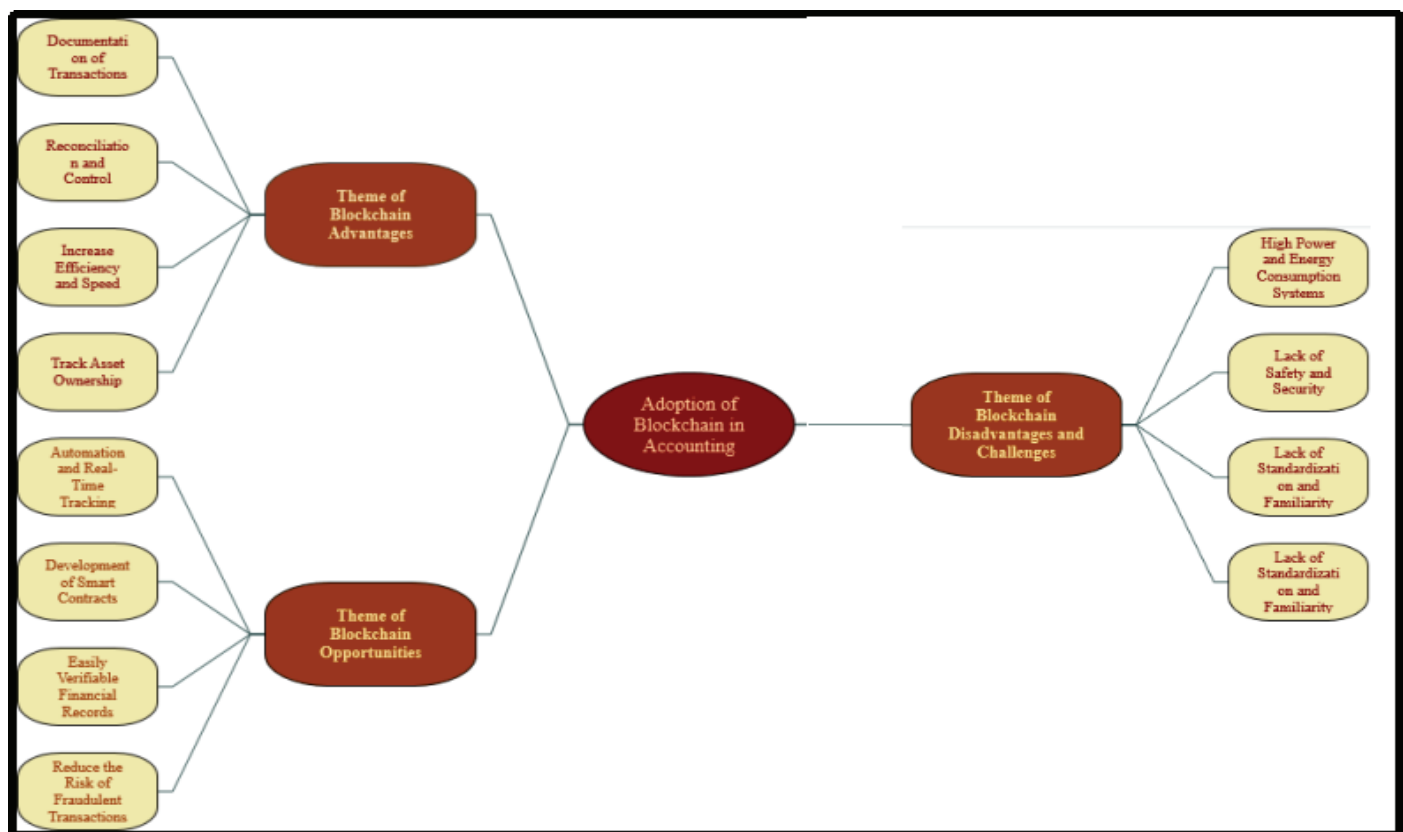 Documentati
on of
Transactions
Reconciliatio
n and
Control
Increase
Efficiency
and Speed
Track Asset
Ownership
Automation
and Real-
Time
Tracking
Development
of Smart
Contracts
Easily
Verifiable
Financial
Records
Reduce the
Risk of
Fraudulent
Transactions
Theme of
Blockchain
Advantages
Theme of
Blockchain
Opportunities
Adoption of
Blockchain in
Accounting
Theme of
Blockchain
Disadvantages and
Challenges
High Power
and Energy
Consumption
Systems
Lack of
Safety and
Security
Lack of
Standardizati
on and
Familiarity
Lack of
Standardizati
on and
Familiarity